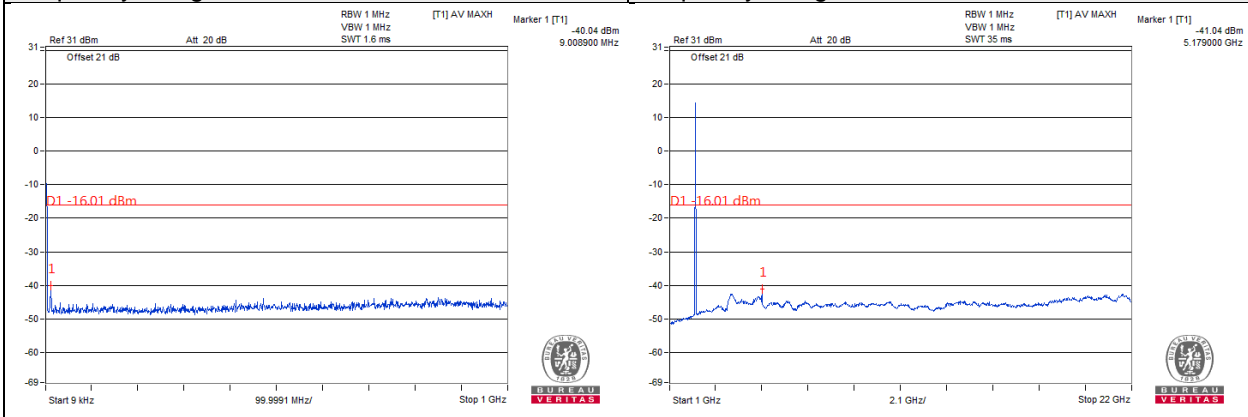 RBW 1 MHz [T1] AV MAXH Marker 1 [T1]
VBW 1 MHz -40.04 dBm
Ref 31 dBm Att 20 dB SWT 1.6 ms 9.008900 MHz
31
Offset 21 dB
20
10
0
-10
D1 -16.01 dBm
-20
-30
1
-40
-50
-60
-69
Start 9 kHz 99.9991 MHz/ Stop 1 GHz
1828
BUREAU
VERITAS
RBW 1 MHz [T1] AV MAXH Marker 1 [T1]
VBW 1 MHz -41.04 dBm
Ref 31 dBm Att 20 dB SWT 35 ms 5.179000 GHz
31
Offset 21 dB
20
10
0
-10
D1 -16.01 dBm
-20
-30
1
-40
-50
-60
-69
Start 1 GHz 2.1 GHz/ Stop 22 GHz
1828
BUREAU
VERITAS